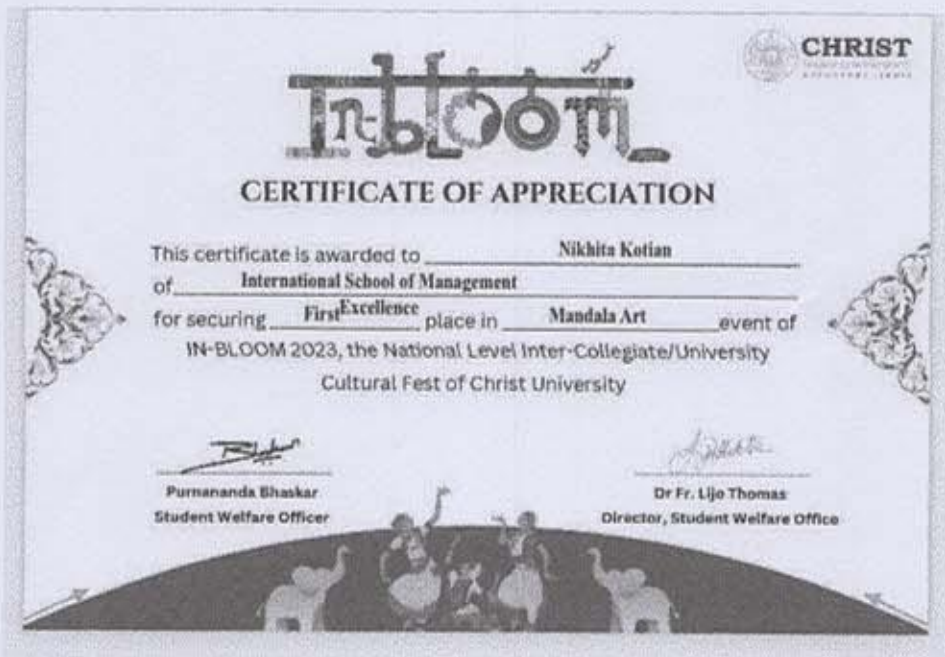 CHRIST
In-bloom
CERTIFICATE OF APPRECIATION
This certificate is awarded to Nikhita Kotian
of International School of Management
for securing First Excellence place in Mandala Art event of
IN-BLOOM 2023, the National Level Inter-Collegiate/University
Cultural Fest of Christ University
Purnananda Bhaskar
Student Welfare Officer
Dr Fr. Lijo Thomas
Director, Student Welfare Office